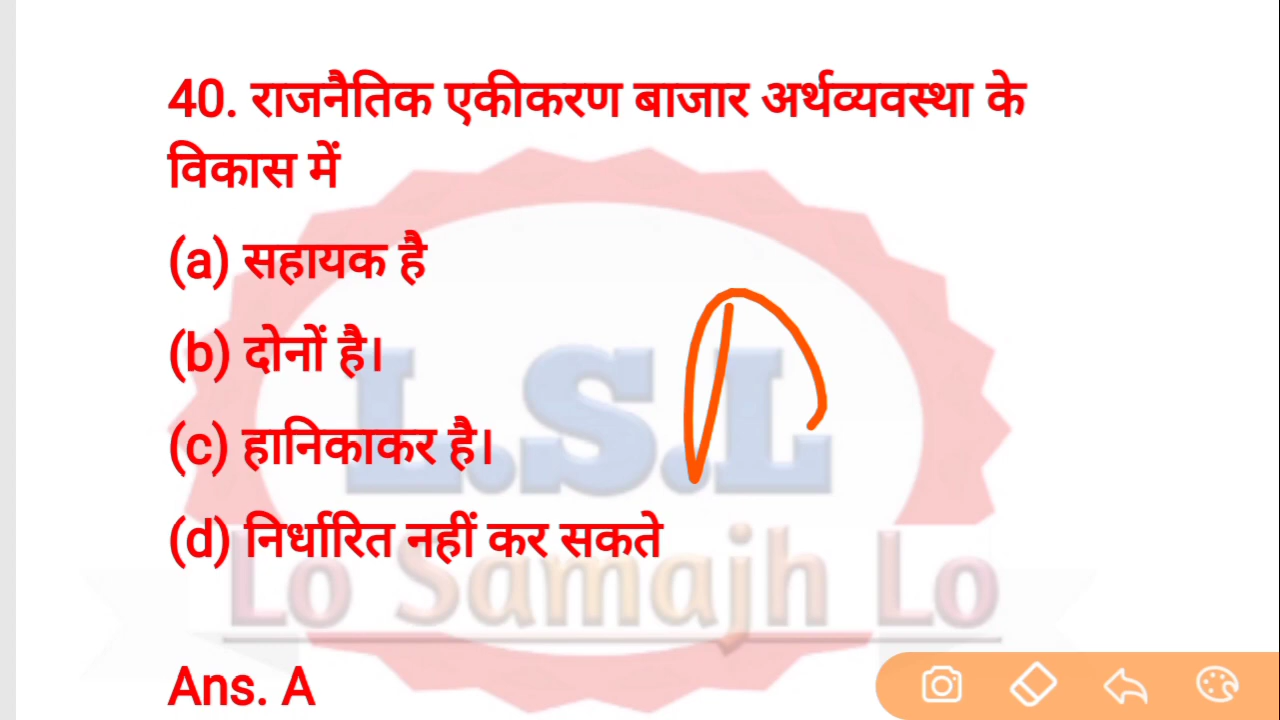 40. राजनैतिक एकीकरण बाजार अर्थव्यवस्था के
विकास में
(a) सहायक है
(b) दोनों है।
(c) हानिकाकर है।
(d) निर्धारित नहीं कर सकते
L.S.L
Lo Samajh Lo
Ans. A